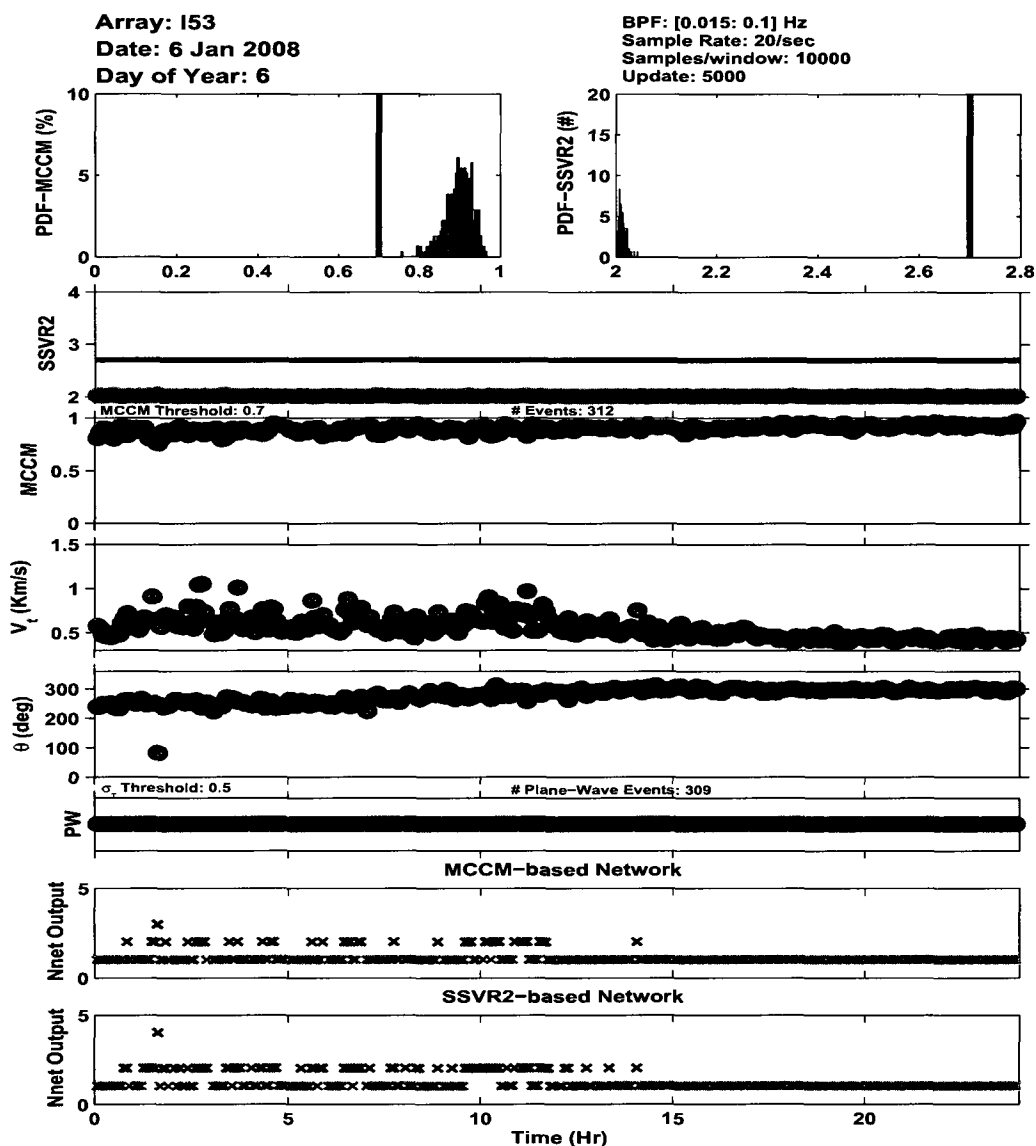 Array: I53
Date: 6 Jan 2008
Day of Year: 6
BPF: [0.015: 0.1] Hz
Sample Rate: 20/sec
Samples/window: 10000
Update: 5000
PDF-MCCM (%)
10
5
0
0 0.2 0.4 0.6 0.8 1
PDF-SSVR2 (#)
20
15
10
5
0
2 2.2 2.4 2.6 2.8
SSVR2
4
3
2
MCCM Threshold: 0.7
# Events: 312
MCCM
1
0.5
0
V_t (Km/s)
1.5
1
0.5
θ (deg)
300
200
100
0
σ_τ Threshold: 0.5
# Plane-Wave Events: 309
PW
MCCM-based Network
Nnet Output
5
0
SSVR2-based Network
Nnet Output
5
0
0 5 10 15 20
Time (Hr)